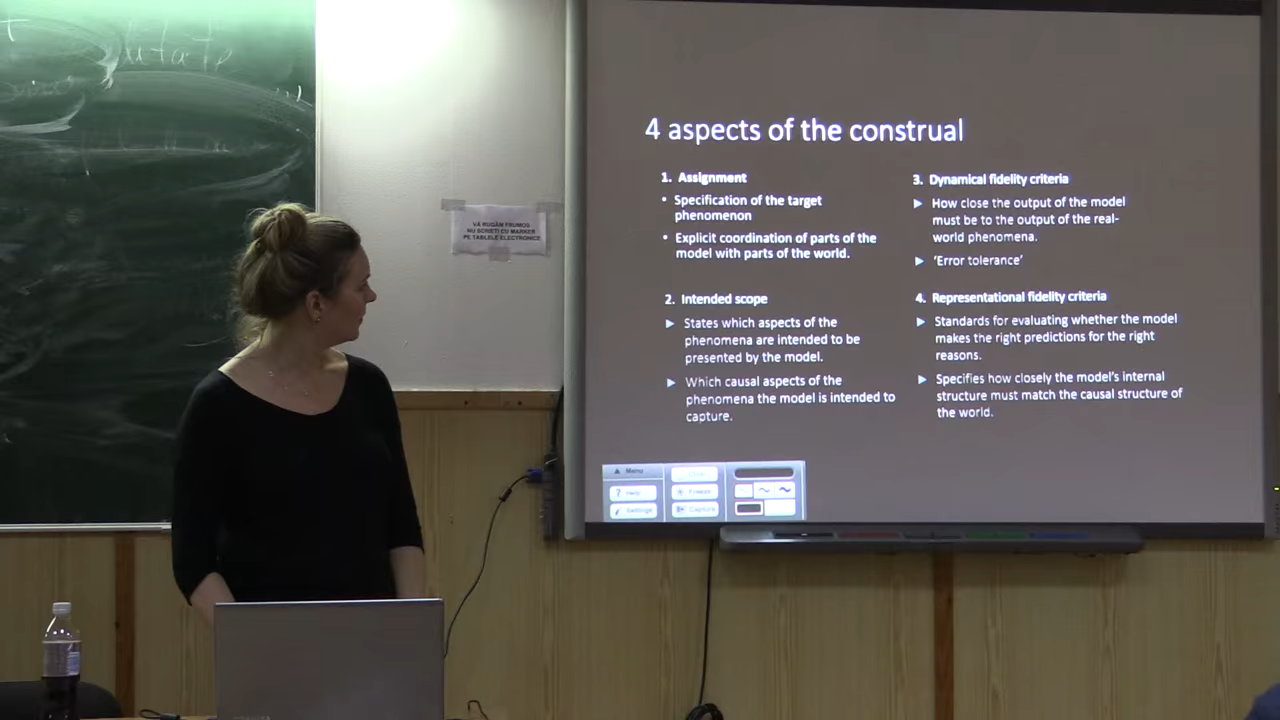 4 aspects of the construal
1. Assignment
• Specification of the target
phenomenon
• Explicit coordination of parts of the
model with parts of the world.
2. Intended scope
▶ States which aspects of the
phenomena are intended to be
presented by the model.
▶ Which causal aspects of the
phenomena the model is intended to
capture.
3. Dynamical fidelity criteria
▶ How close the output of the model
must be to the output of the real-
world phenomena.
▶ ‘Error tolerance’
4. Representational fidelity criteria
▶ Standards for evaluating whether the model
makes the right predictions for the right
reasons.
▶ Specifies how closely the model's internal
structure must match the causal structure of
the world.
VĂ RUGĂM FRUMOS
NU SCRIEȚI CU MARKER
PE TABLELE ELECTRONICE
Menu
? Help
Settings
Freeze
Capture